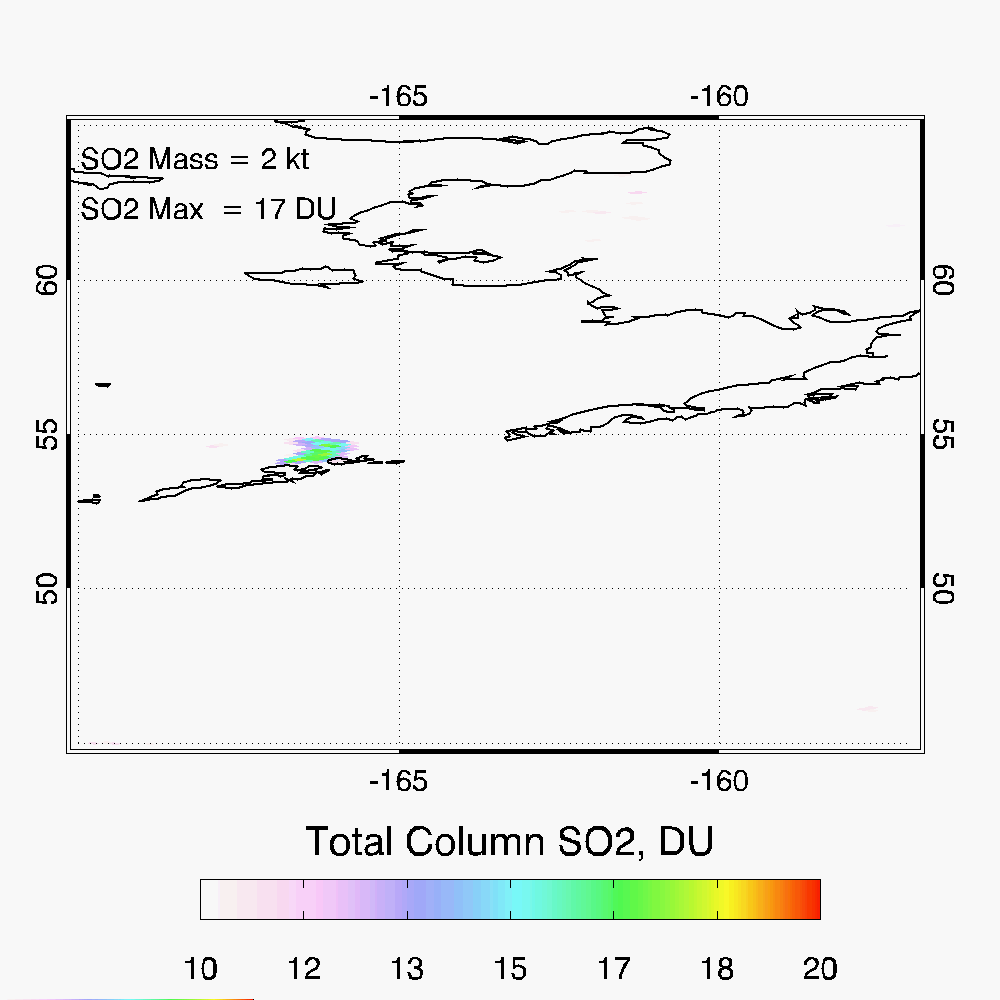 -165 -160
SO2 Mass = 2 kt
SO2 Max = 17 DU
60 60
55 55
50 50
-165 -160
Total Column SO2, DU
10 12 13 15 17 18 20